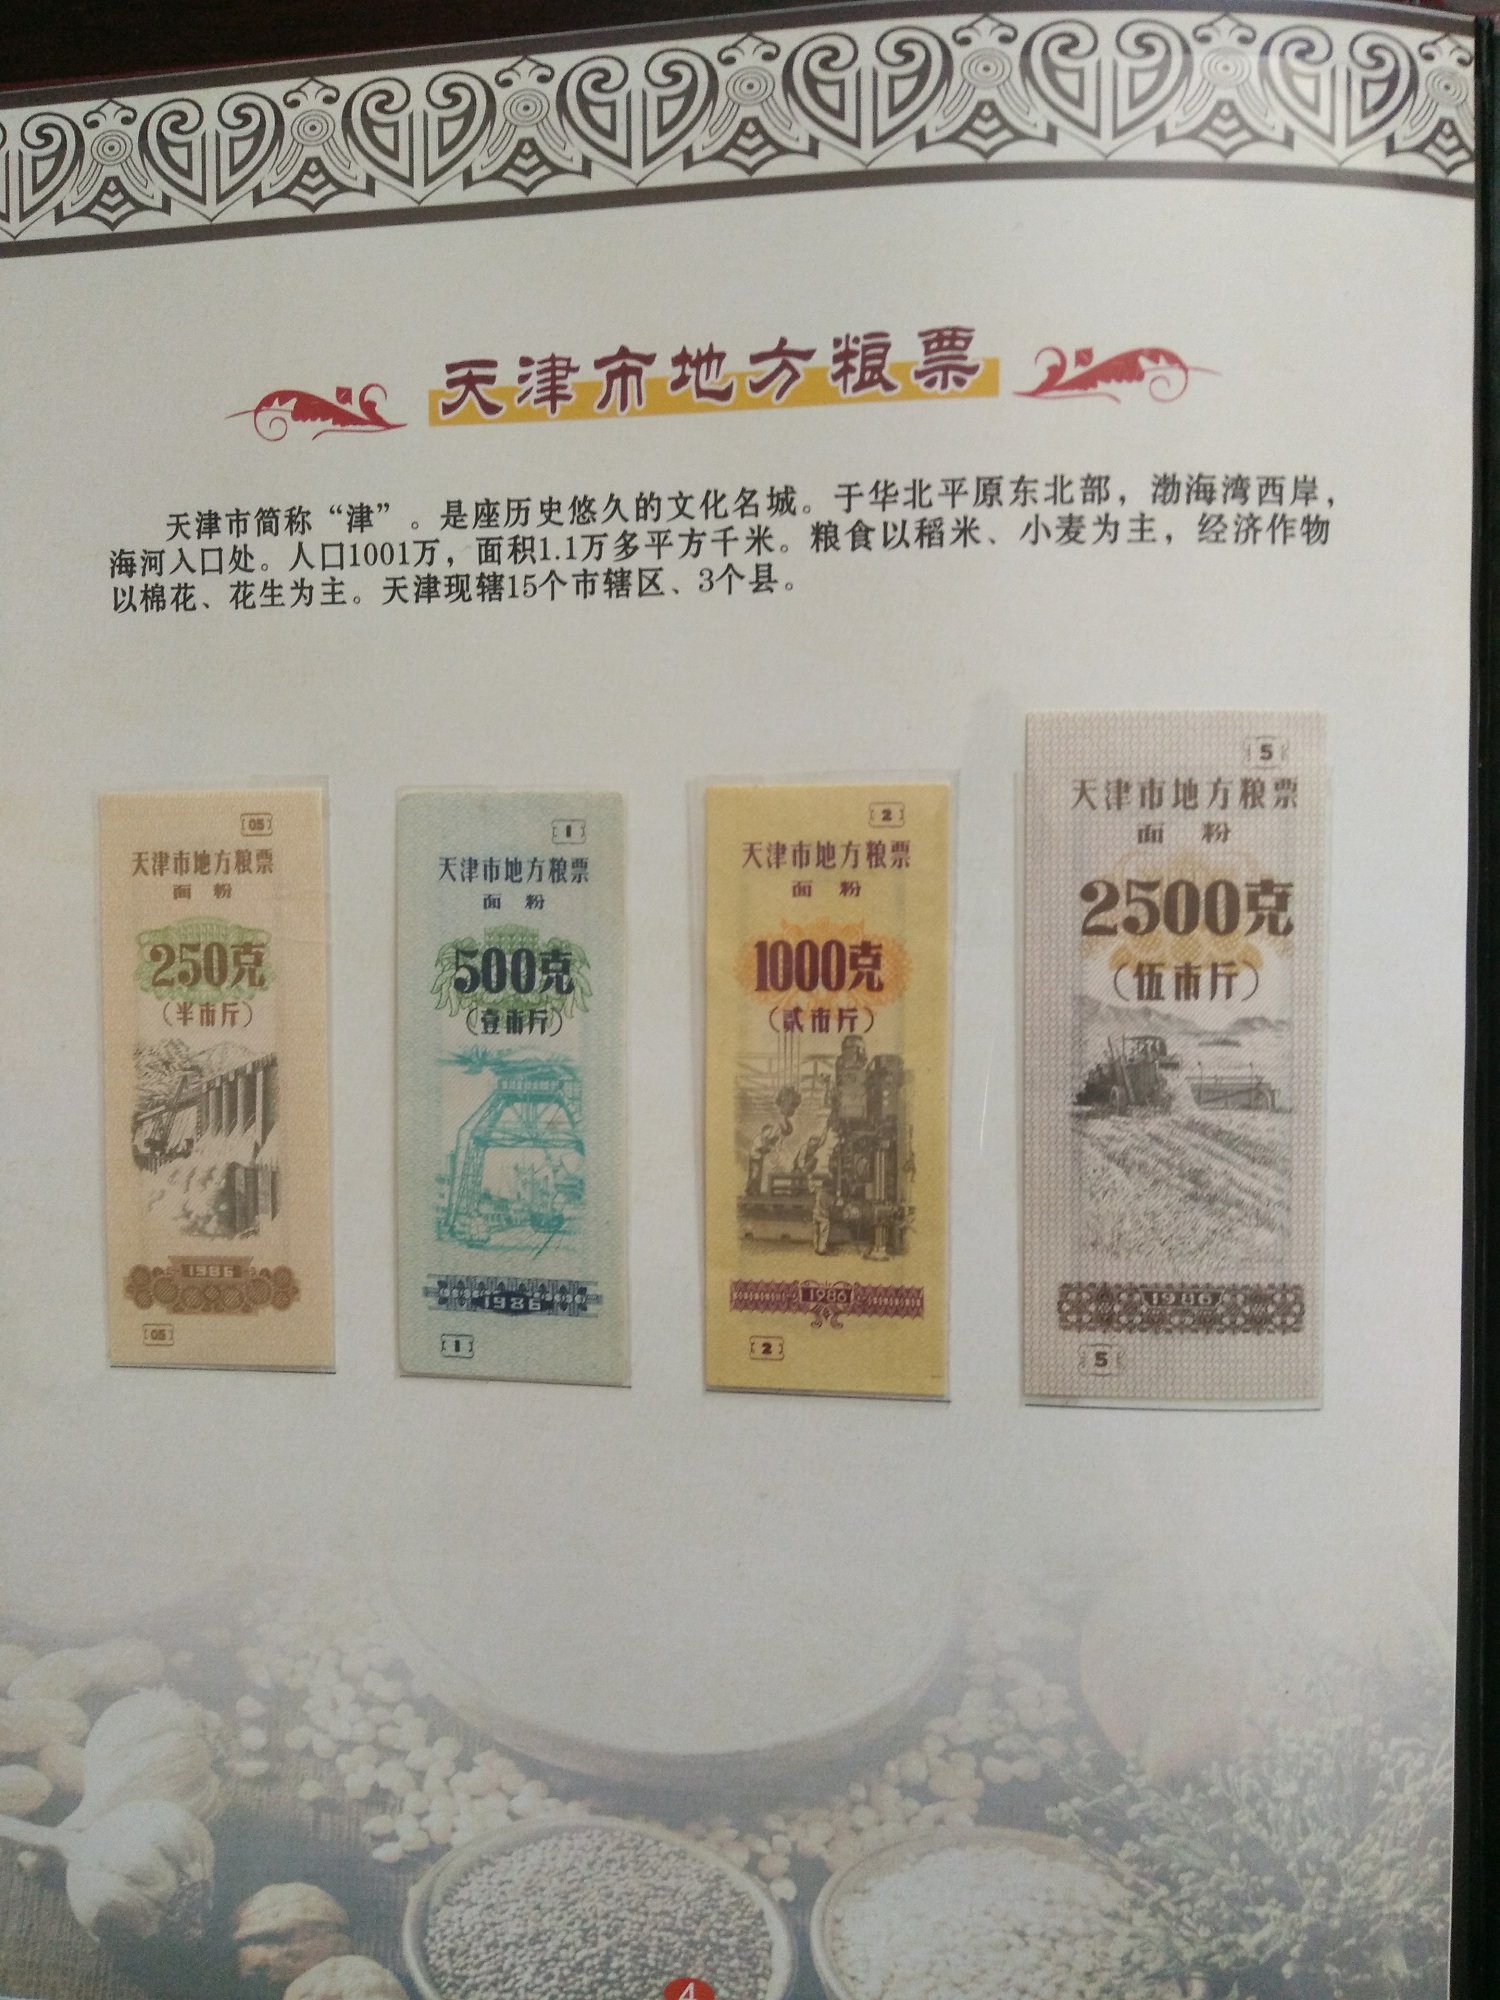 天津市地方粮票
天津市简称“津”。是座历史悠久的文化名城。于华北平原东北部，渤海湾西岸，
海河入口处。人口1001万，面积1.1万多平方千米。粮食以稻米、小麦为主，经济作物
以棉花、花生为主。天津现辖15个市辖区、3个县。
05
天津市地方粮票
面 粉
250克
（半市斤）
1986
05
1
天津市地方粮票
面 粉
500克
（壹市斤）
1986
1
2
天津市地方粮票
面 粉
1000克
（贰市斤）
1986
2
5
天津市地方粮票
面 粉
2500克
（伍市斤）
1986
5
4